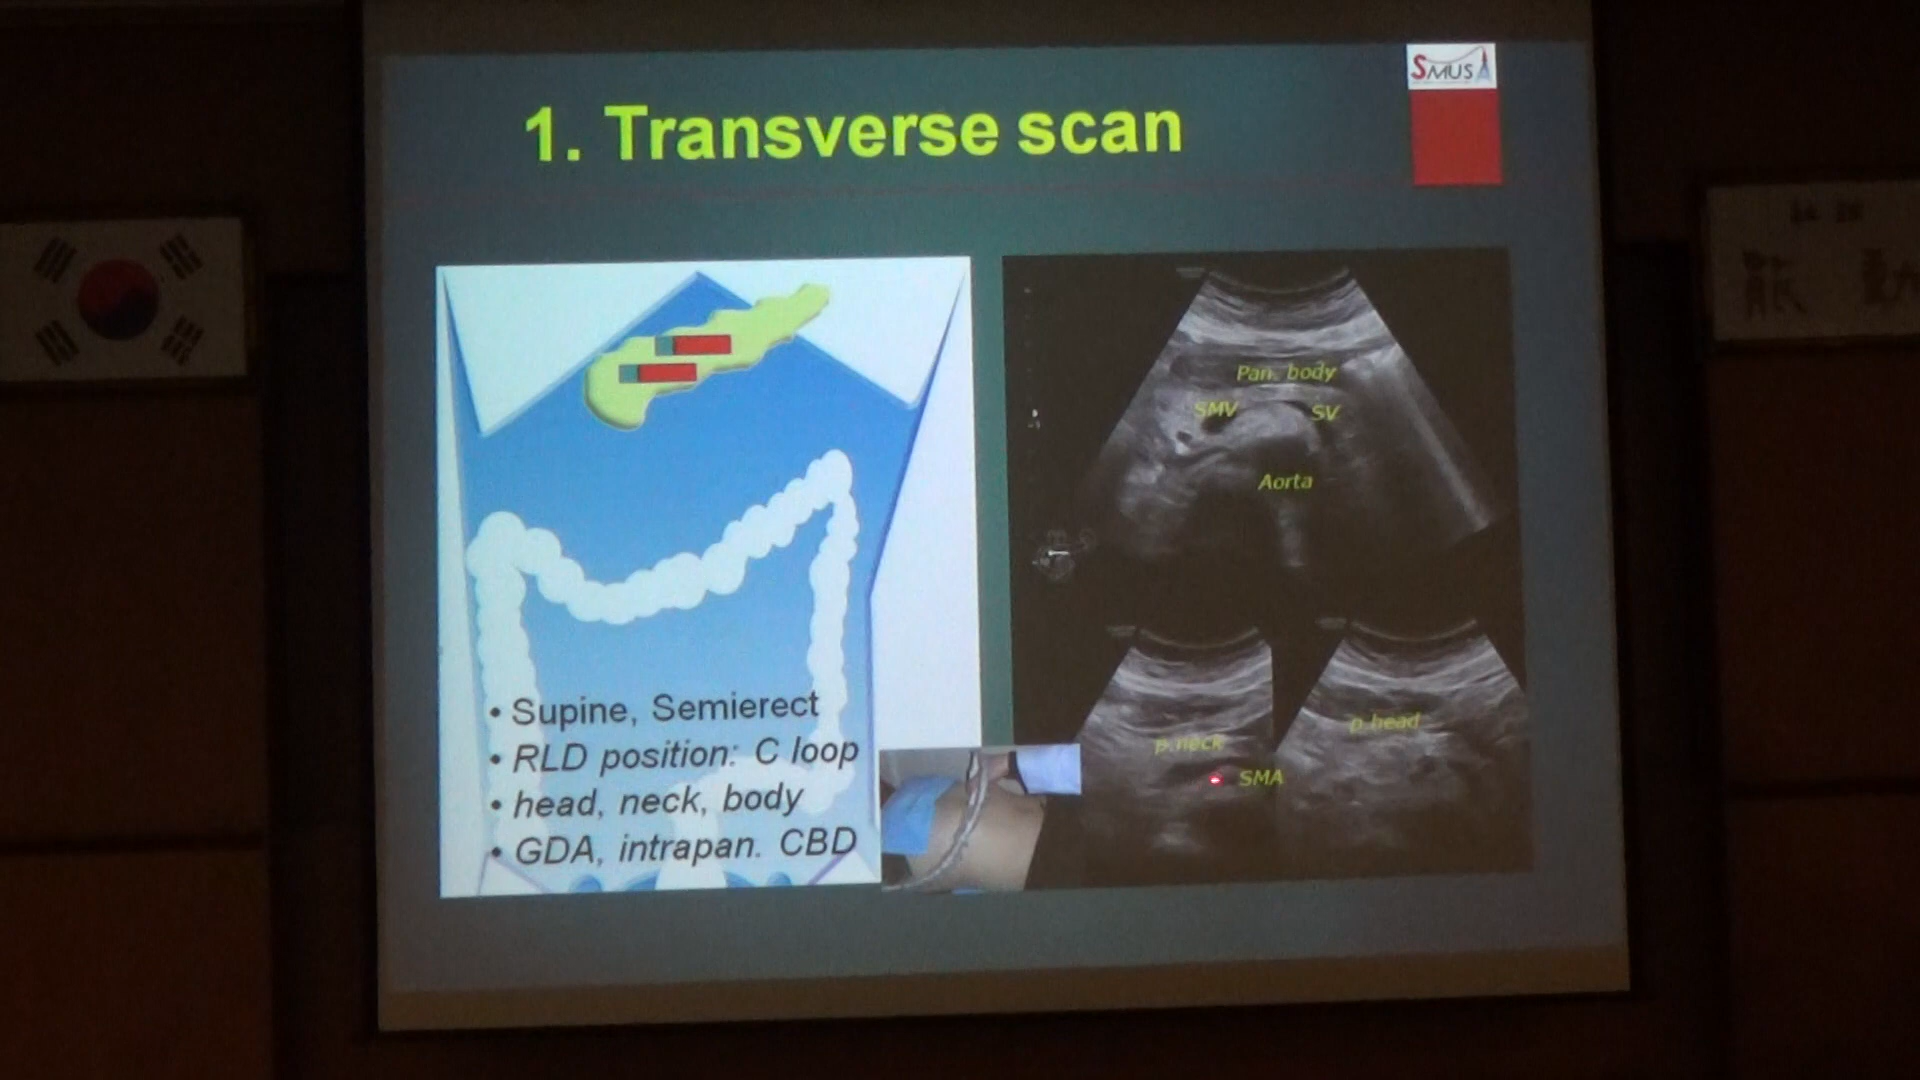 SMUS
1. Transverse scan
• Supine, Semierect
• RLD position: C loop
• head, neck, body
• GDA, intrapan. CBD
Pan. body
SMV
SV
Aorta
p.neck
SMA
p.head